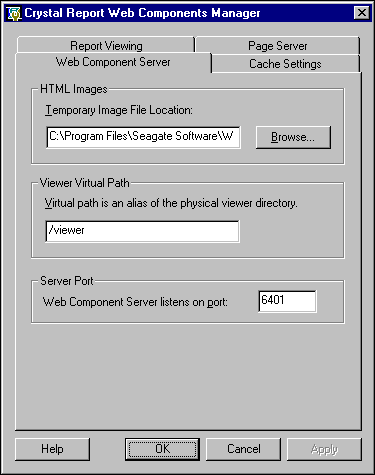 Crystal Report Web Components Manager
Report Viewing Page Server
Web Component Server Cache Settings
HTML Images
Temporary Image File Location:
C:\Program Files\Seagate Software\W Browse...
Viewer Virtual Path
Virtual path is an alias of the physical viewer directory.
/viewer
Server Port
Web Component Server listens on port: 6401
Help OK Cancel Apply